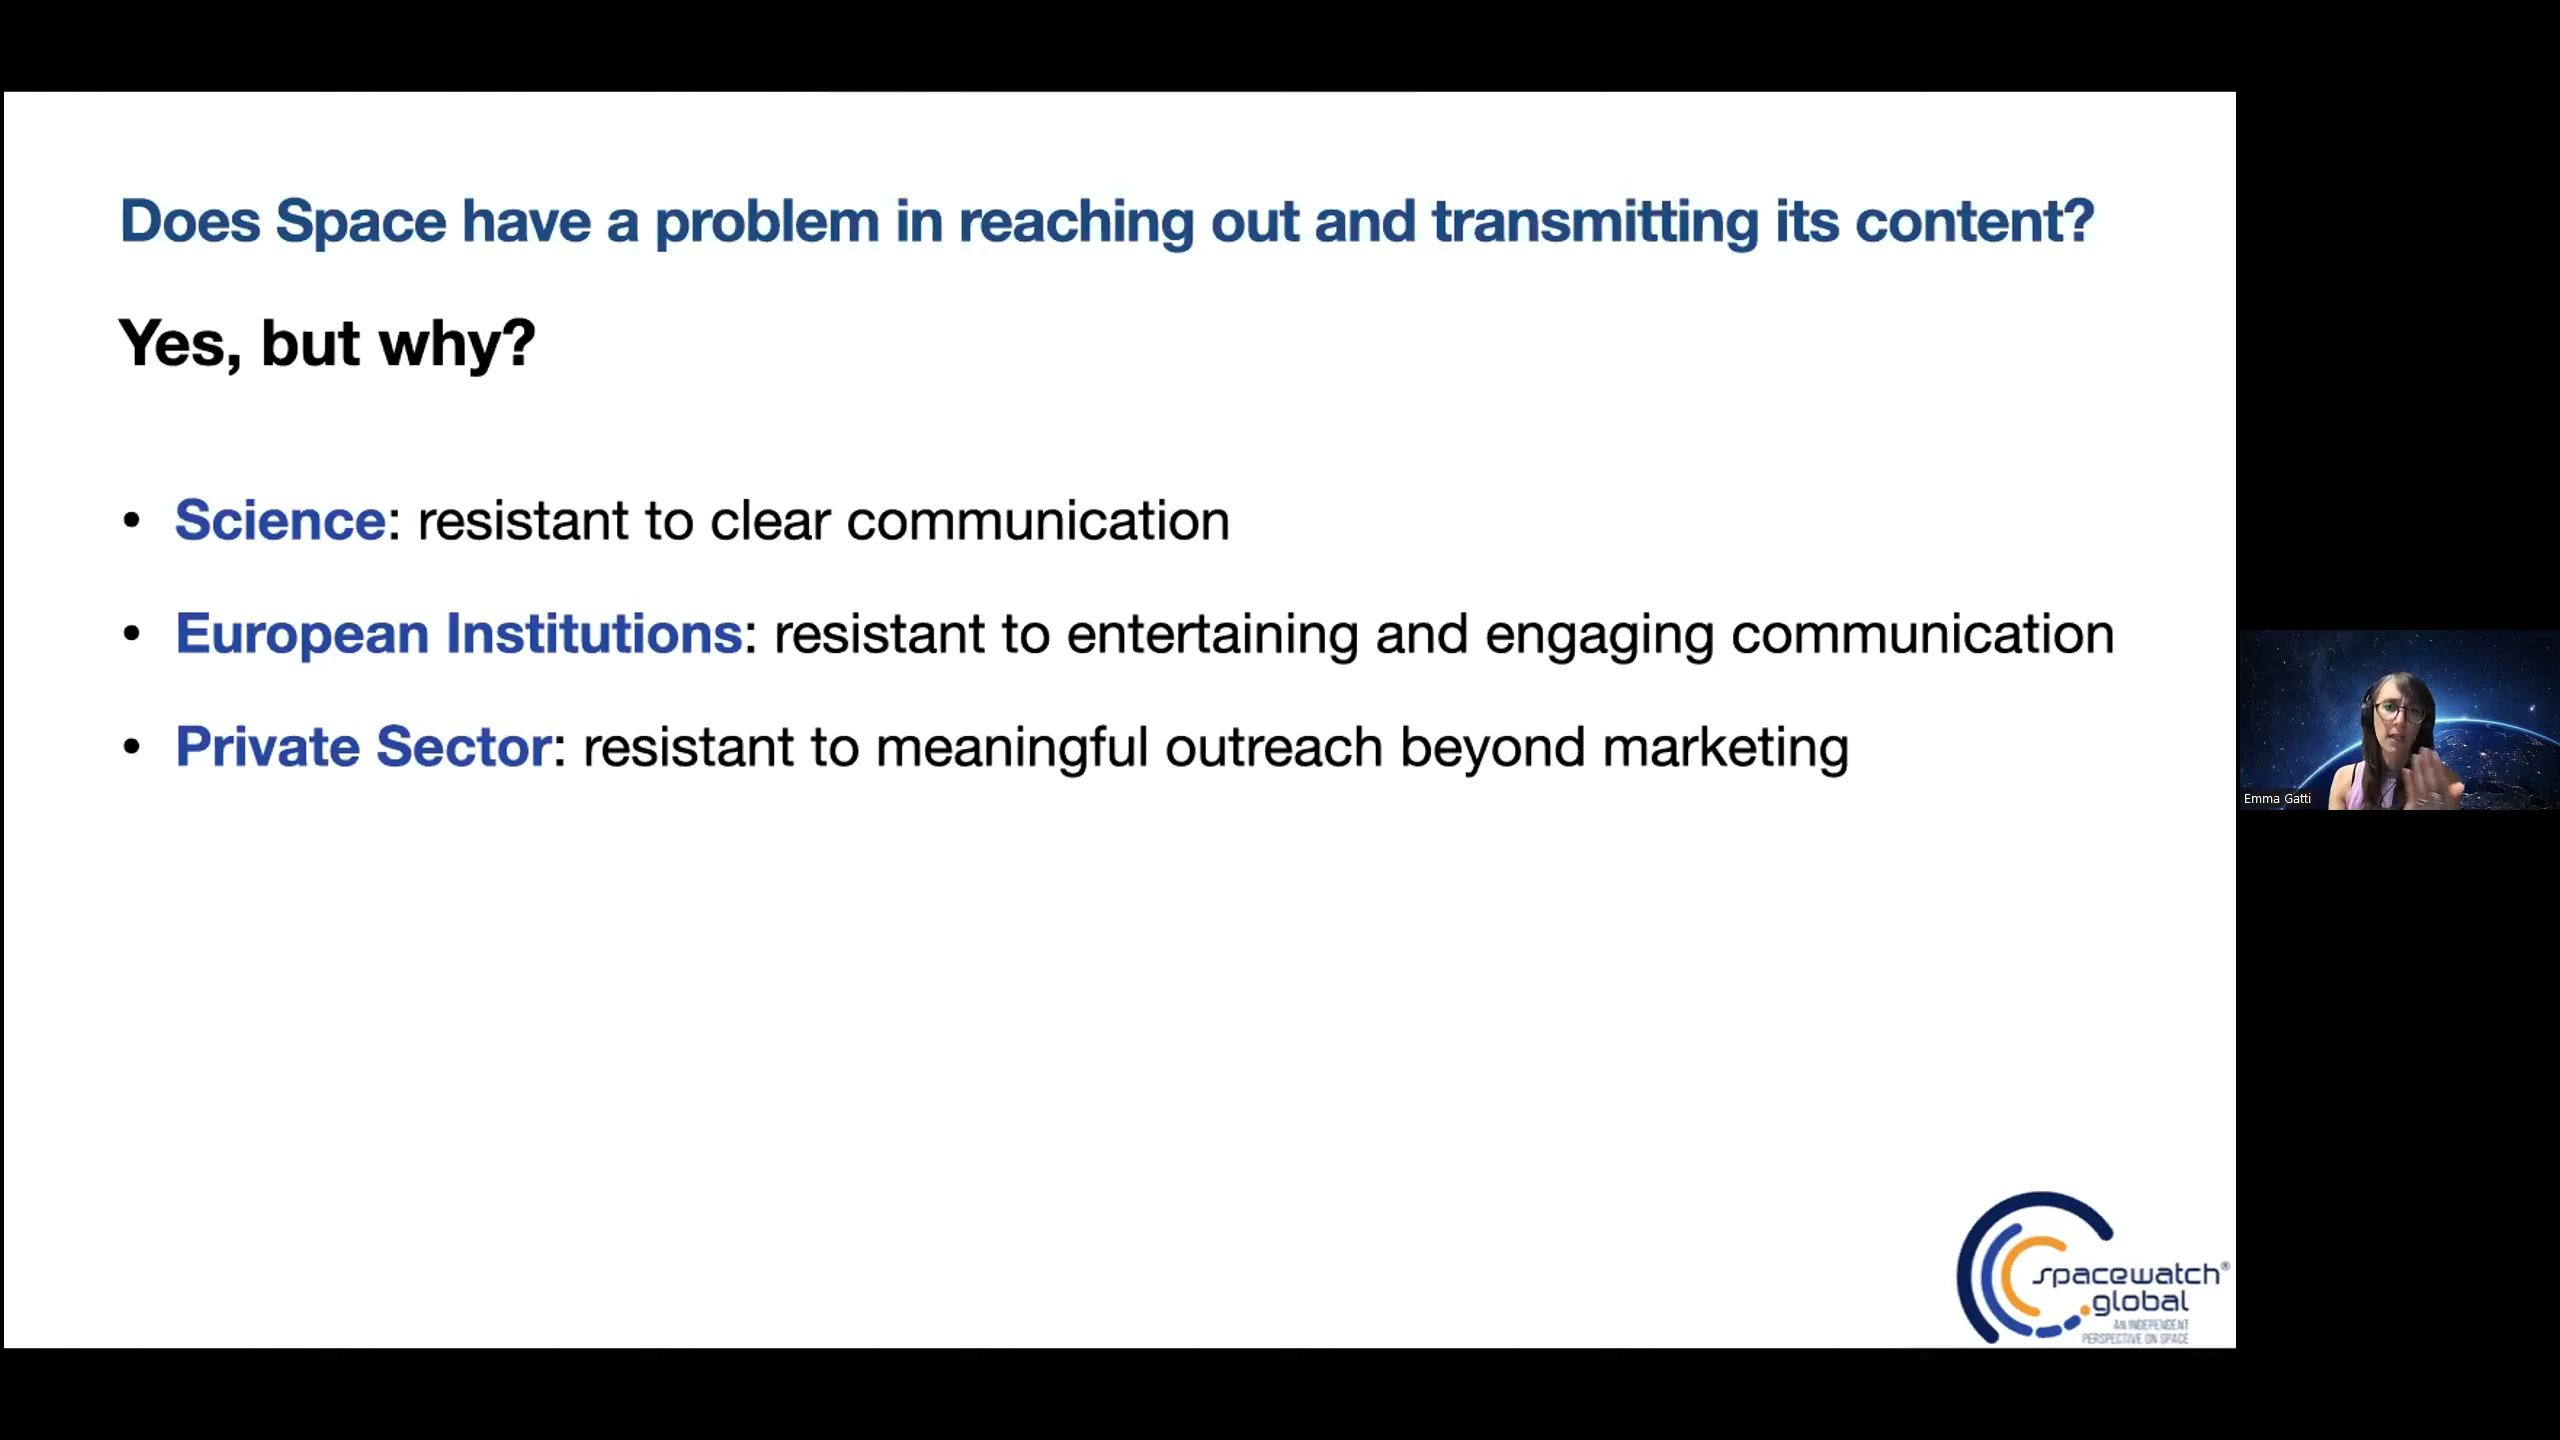 Does Space have a problem in reaching out and transmitting its content?
Yes, but why?
• Science: resistant to clear communication
• European Institutions: resistant to entertaining and engaging communication
• Private Sector: resistant to meaningful outreach beyond marketing
Emma Gatti
spacewatch®
.global
AN INDEPENDENT
PERSPECTIVE ON SPACE